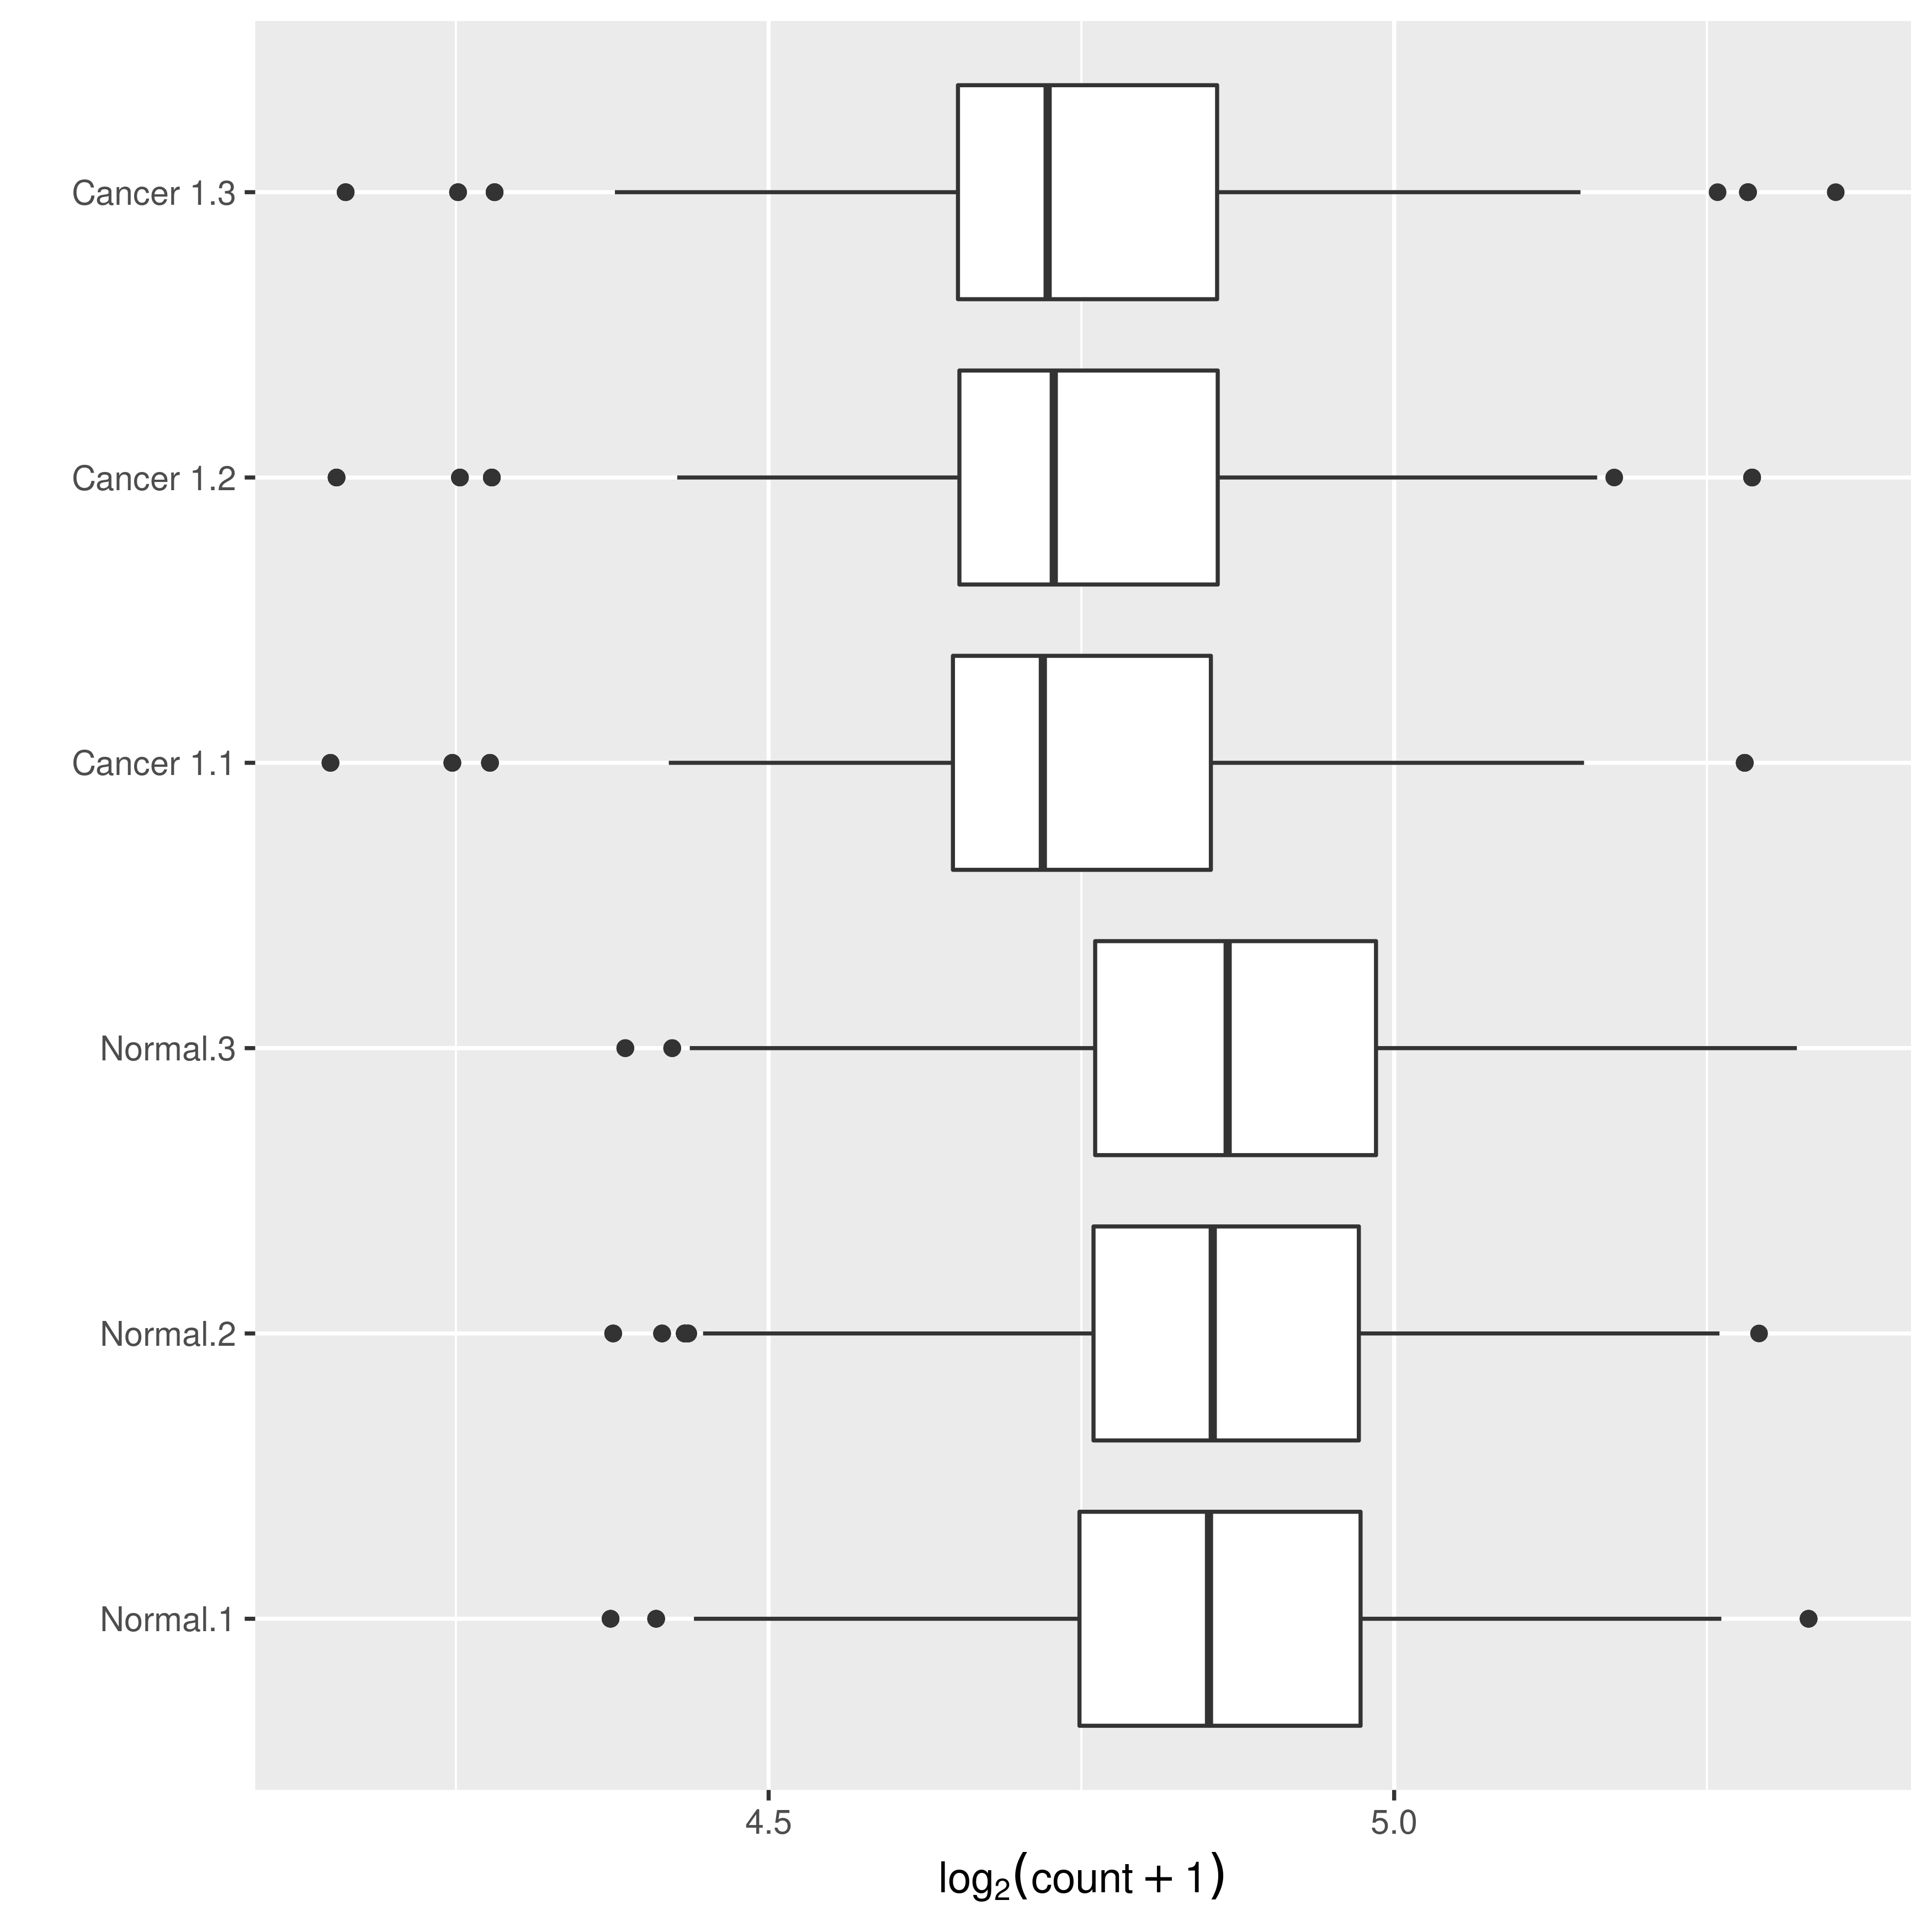 Cancer 1.3
Cancer 1.2
Cancer 1.1
Normal.3
Normal.2
Normal.1
4.5 5.0
log₂(count + 1)